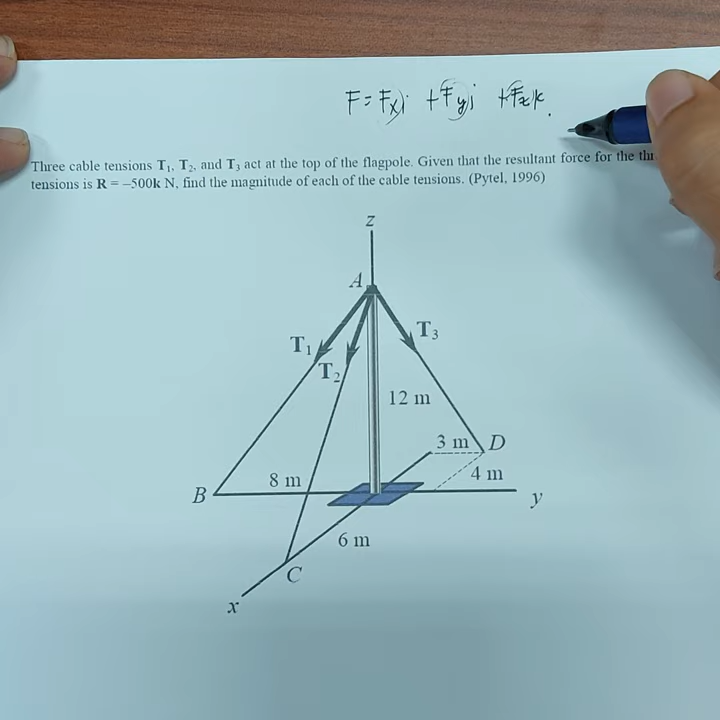 F = Fxi + Fyj + Fzk.
Three cable tensions T₁, T₂, and T₃ act at the top of the flagpole. Given that the resultant force for the
tensions is R = –500k N, find the magnitude of each of the cable tensions. (Pytel, 1996)
z
A
T₁
T₂
T₃
12 m
3 m
D
8 m
4 m
B
y
6 m
C
x